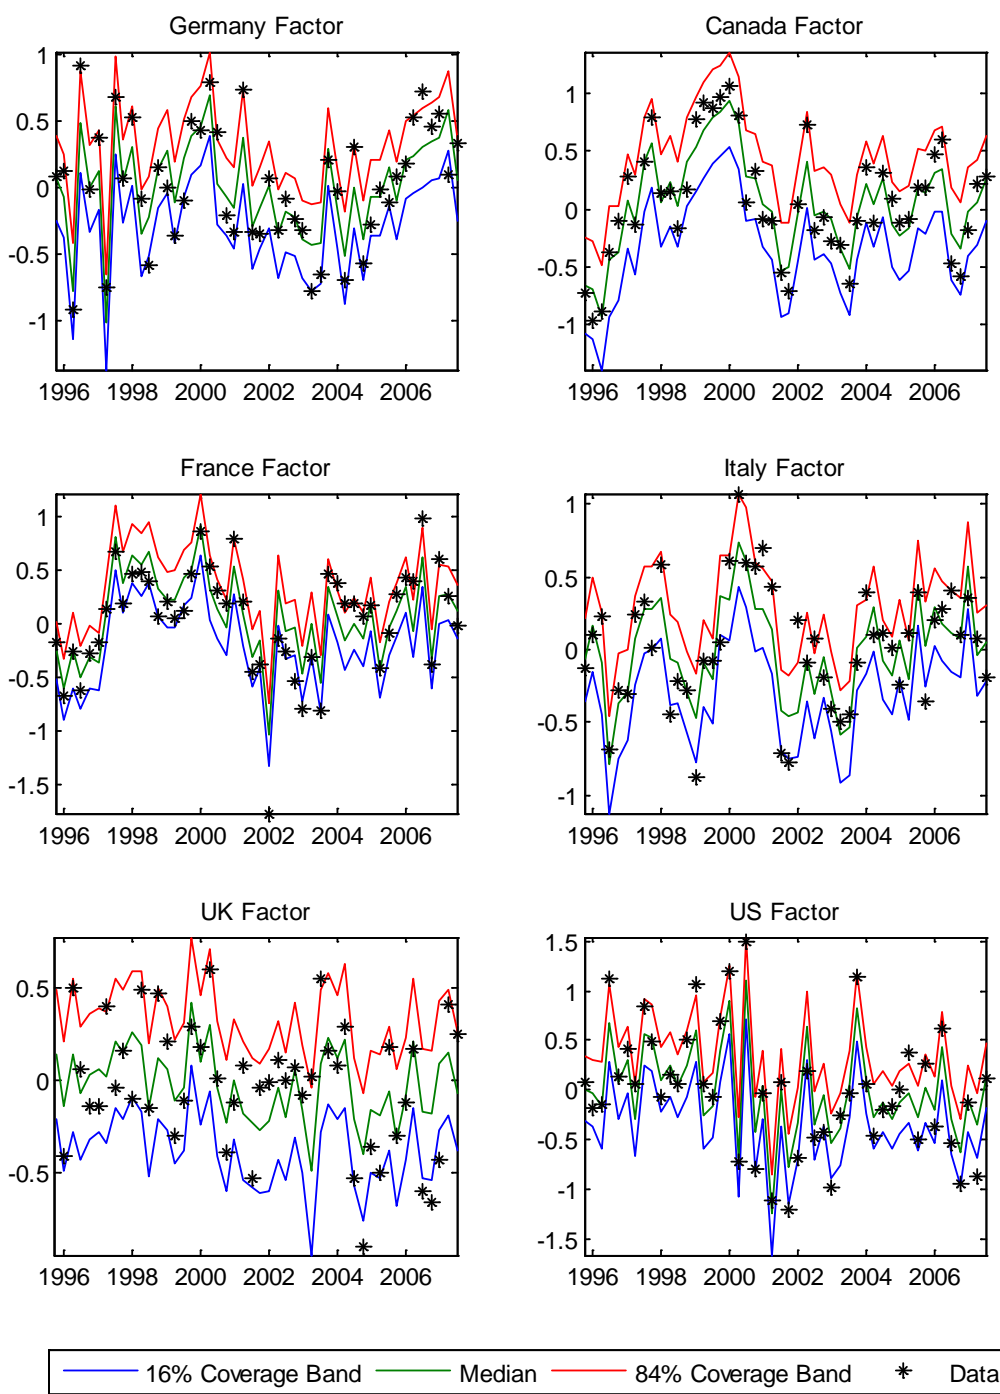 Germany Factor
Canada Factor
1
0.5
0
-0.5
-1
1996 1998 2000 2002 2004 2006
1
0.5
0
-0.5
-1
1996 1998 2000 2002 2004 2006
France Factor
Italy Factor
1
0.5
0
-0.5
-1
-1.5
1996 1998 2000 2002 2004 2006
1
0.5
0
-0.5
-1
1996 1998 2000 2002 2004 2006
UK Factor
US Factor
0.5
0
-0.5
1996 1998 2000 2002 2004 2006
1.5
1
0.5
0
-0.5
-1
-1.5
1996 1998 2000 2002 2004 2006
16% Coverage Band Median 84% Coverage Band Data